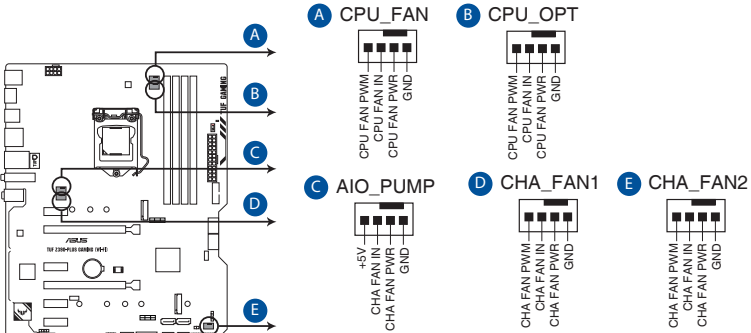 A CPU_FAN
CPU FAN PWM
CPU FAN IN
CPU FAN PWR
GND
B CPU_OPT
CPU FAN PWM
CPU FAN IN
CPU FAN PWR
GND
A
B
C
D
E
TUF GAMING
ASUS
TUF Z390-PLUS GAMING (WI-FI)
C AIO_PUMP
+5V
CHA FAN IN
CHA FAN PWR
GND
D CHA_FAN1
CHA FAN PWM
CHA FAN IN
CHA FAN PWR
GND
E CHA_FAN2
CHA FAN PWM
CHA FAN IN
CHA FAN PWR
GND